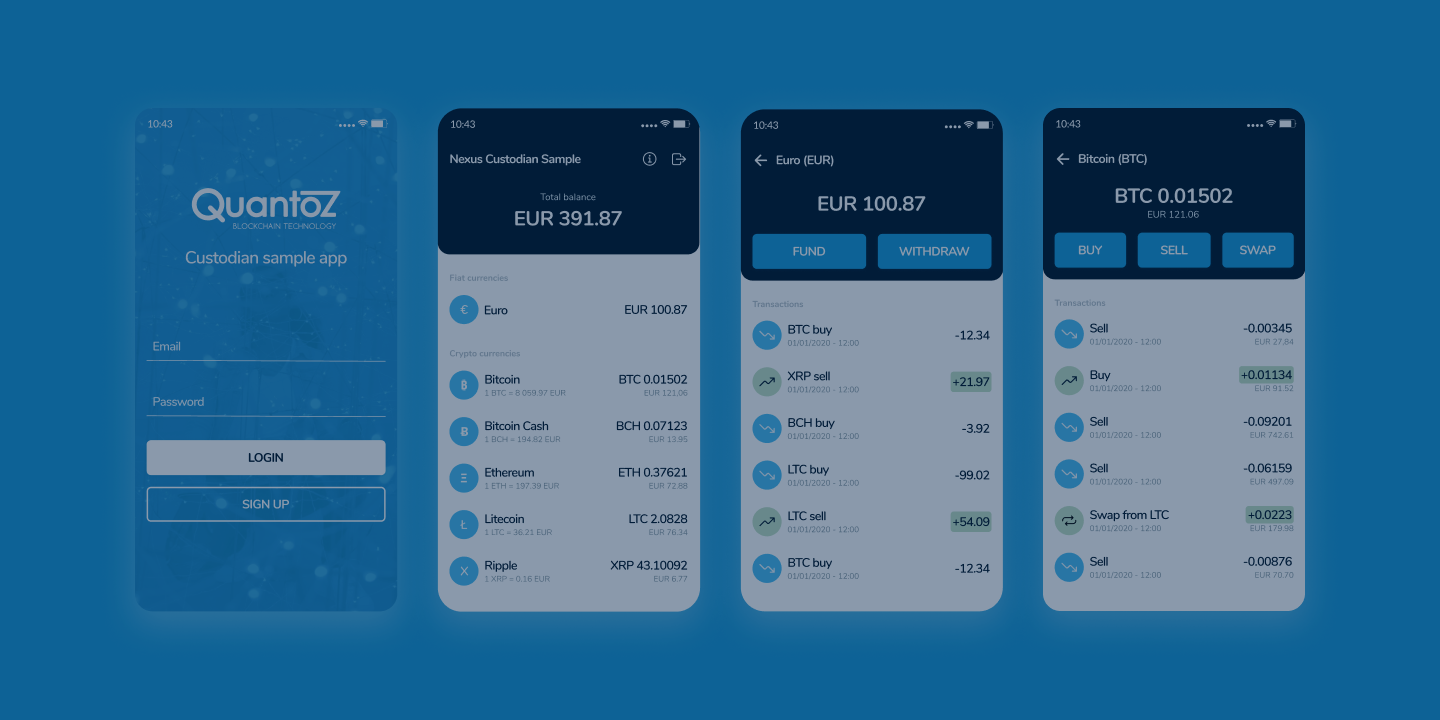 10:43
QuantoZ
BLOCKCHAIN TECHNOLOGY
Custodian sample app
Email
Password
LOGIN
SIGN UP
10:43
Nexus Custodian Sample
Total balance
EUR 391.87
Fiat currencies
€ Euro EUR 100.87
Crypto currencies
Bitcoin BTC 0.01502
1 BTC = 8 059,97 EUR EUR 121,06
Bitcoin Cash BCH 0.07123
1 BCH = 194.82 EUR EUR 13.95
Ethereum ETH 0.37621
1 ETH = 197.39 EUR EUR 72.88
Litecoin LTC 2.0828
1 LTC = 36.21 EUR EUR 76.34
Ripple XRP 43.10092
1 XRP = 0.16 EUR EUR 6.77
10:43
Euro (EUR)
EUR 100.87
FUND WITHDRAW
Transactions
BTC buy -12.34
01/01/2020 - 12:00
XRP sell +21.97
01/01/2020 - 12:00
BCH buy -3.92
01/01/2020 - 12:00
LTC buy -99.02
01/01/2020 - 12:00
LTC sell +54.09
01/01/2020 - 12:00
BTC buy -12.34
01/01/2020 - 12:00
10:43
Bitcoin (BTC)
BTC 0.01502
EUR 121.06
BUY SELL SWAP
Transactions
Sell -0.00345
01/01/2020 - 12:00 EUR 27,84
Buy +0.01134
01/01/2020 - 12:00 EUR 91,52
Sell -0.09201
01/01/2020 - 12:00 EUR 742.61
Sell -0.06159
01/01/2020 - 12:00 EUR 497.09
Swap from LTC +0.0223
01/01/2020 - 12:00 EUR 179.98
Sell -0.00876
01/01/2020 - 12:00 EUR 70.70